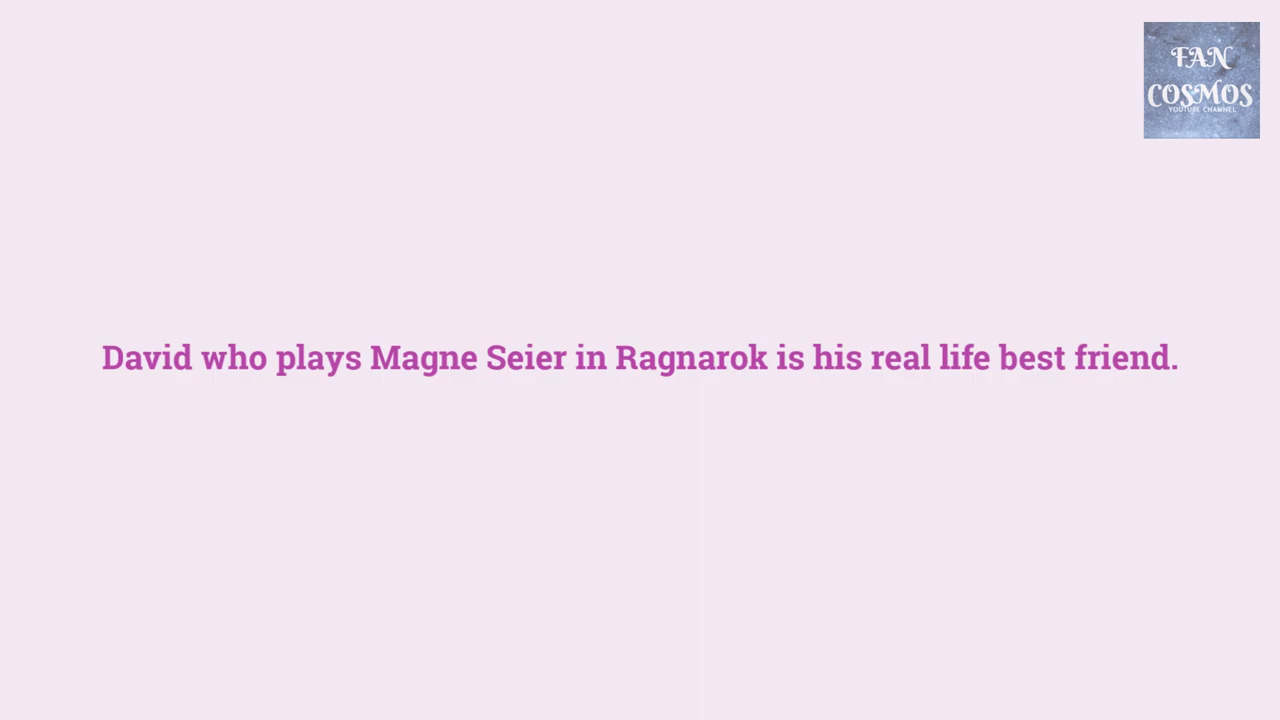 FAN
COSMOS
YOUTUBE CHANNEL
David who plays Magne Seier in Ragnarok is his real life best friend.